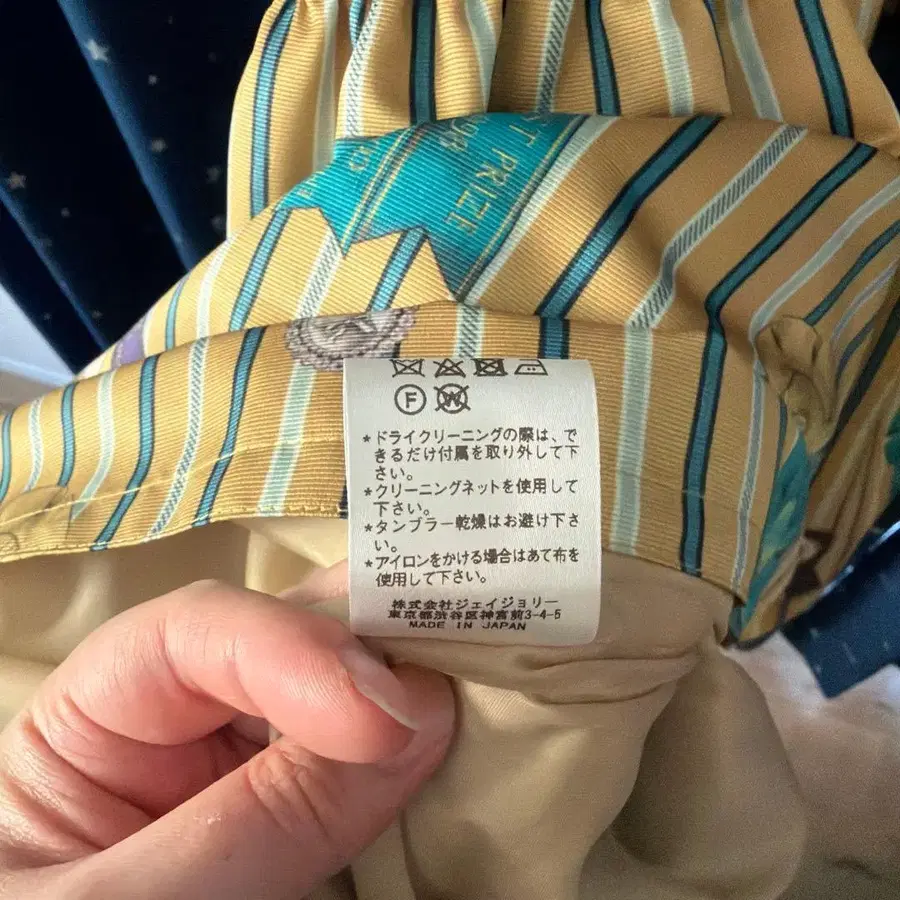 ST PRIZE
Ⓕ Ⓦ
*ドライクリーニングの際は、で
きるだけ付属を取り外して下
さい。
*クリーニングネットを使用して
下さい。
*タンブラー乾燥はお避け下さ
い。
*アイロンをかける場合はあて布を
使用して下さい。
株式会社ジェイジョリー
東京都渋谷区神宮前3-4-5
MADE IN JAPAN